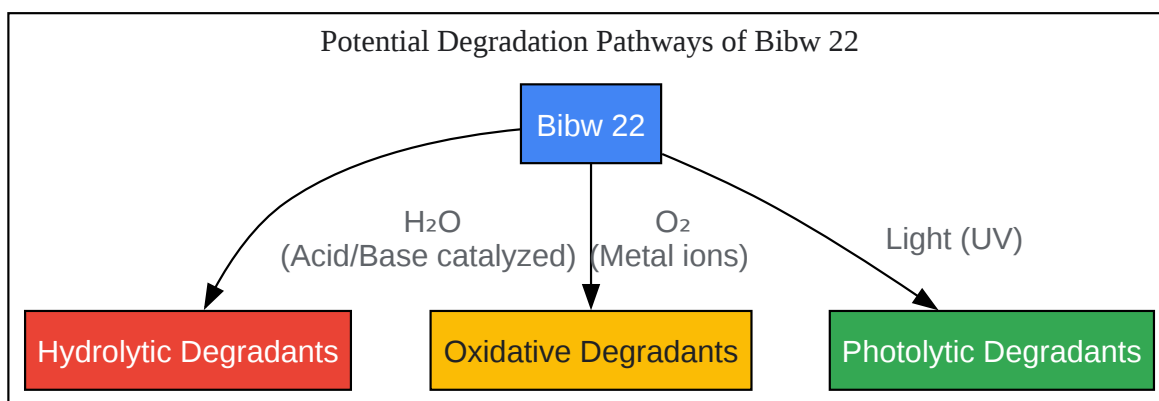 Potential Degradation Pathways of Bibw 22
Bibw 22
H₂O
(Acid/Base catalyzed)
O₂
(Metal ions)
Light (UV)
Hydrolytic Degradants
Oxidative Degradants
Photolytic Degradants